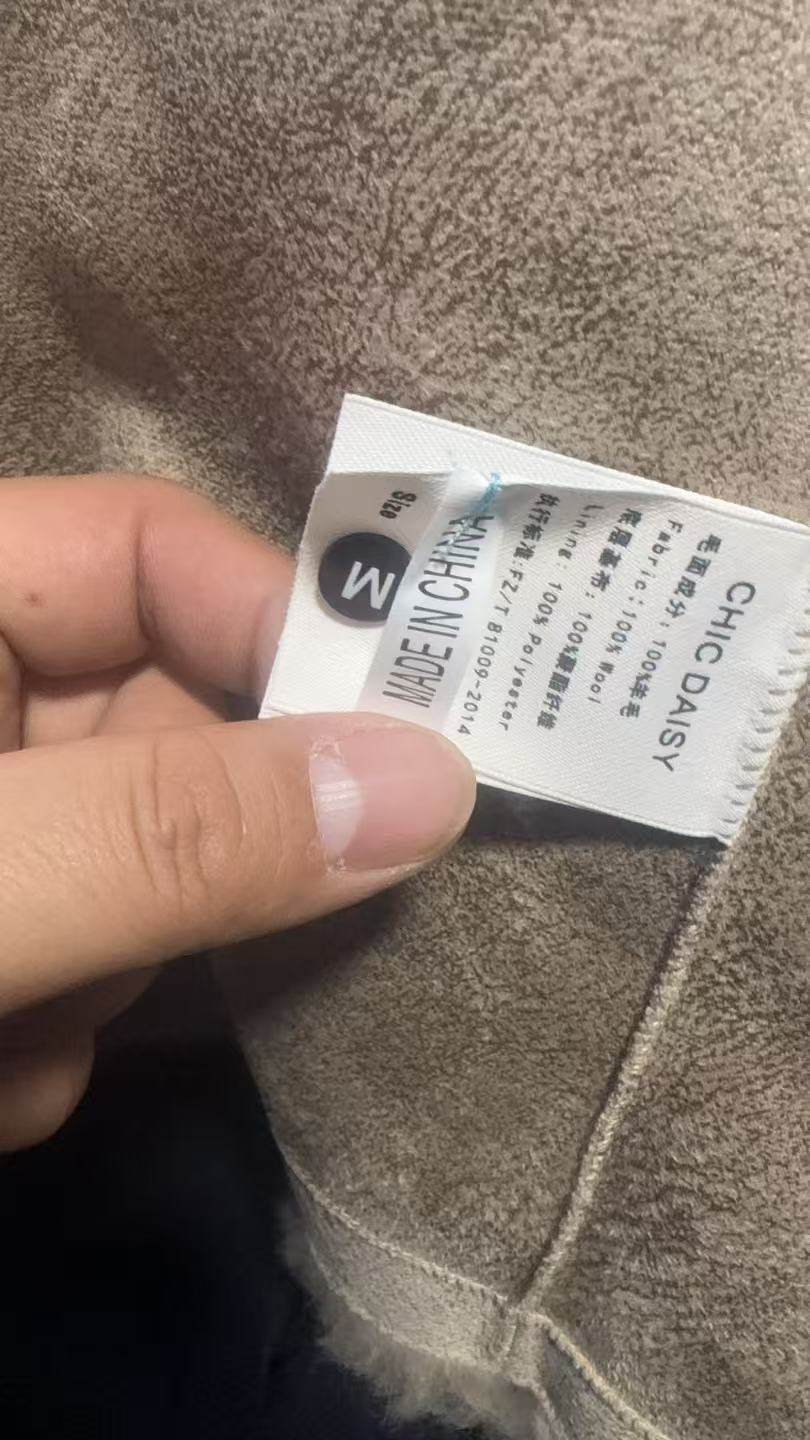 CHIC DAISY
毛面成分：100%羊毛
Fabric:100% Wool
底层基布：100%聚酯纤维
Lining: 100% Polyester
执行标准:FZ/T 81009-2014
MADE IN CHINA
Size
M